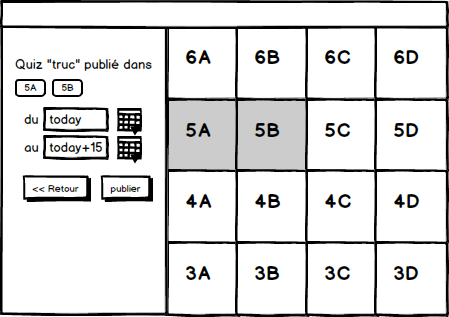 Quiz "truc" publié dans
5A 5B
du today
au today+15
<< Retour publier
6A 6B 6C 6D
5A 5B 5C 5D
4A 4B 4C 4D
3A 3B 3C 3D